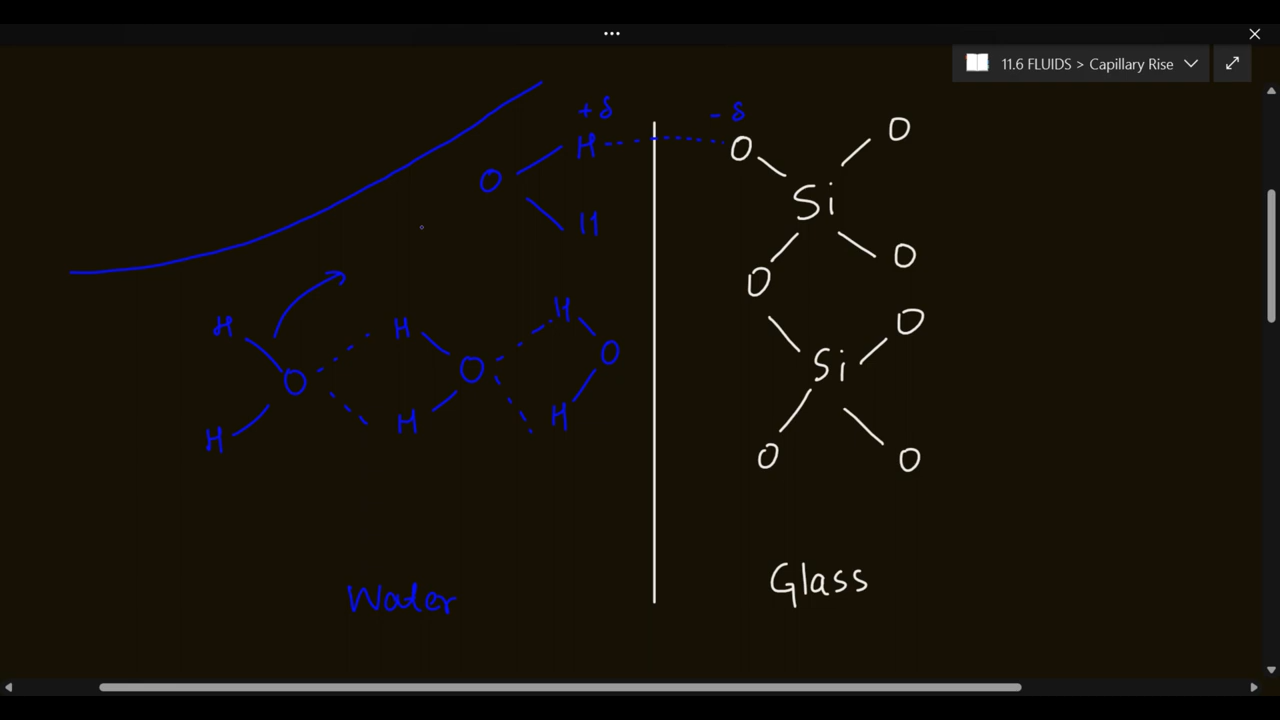 11.6 FLUIDS > Capillary Rise
+δ -δ
H O O
O
Si
H
O O
H H H O
O H O O Si
H H H
O O
Glass
Water